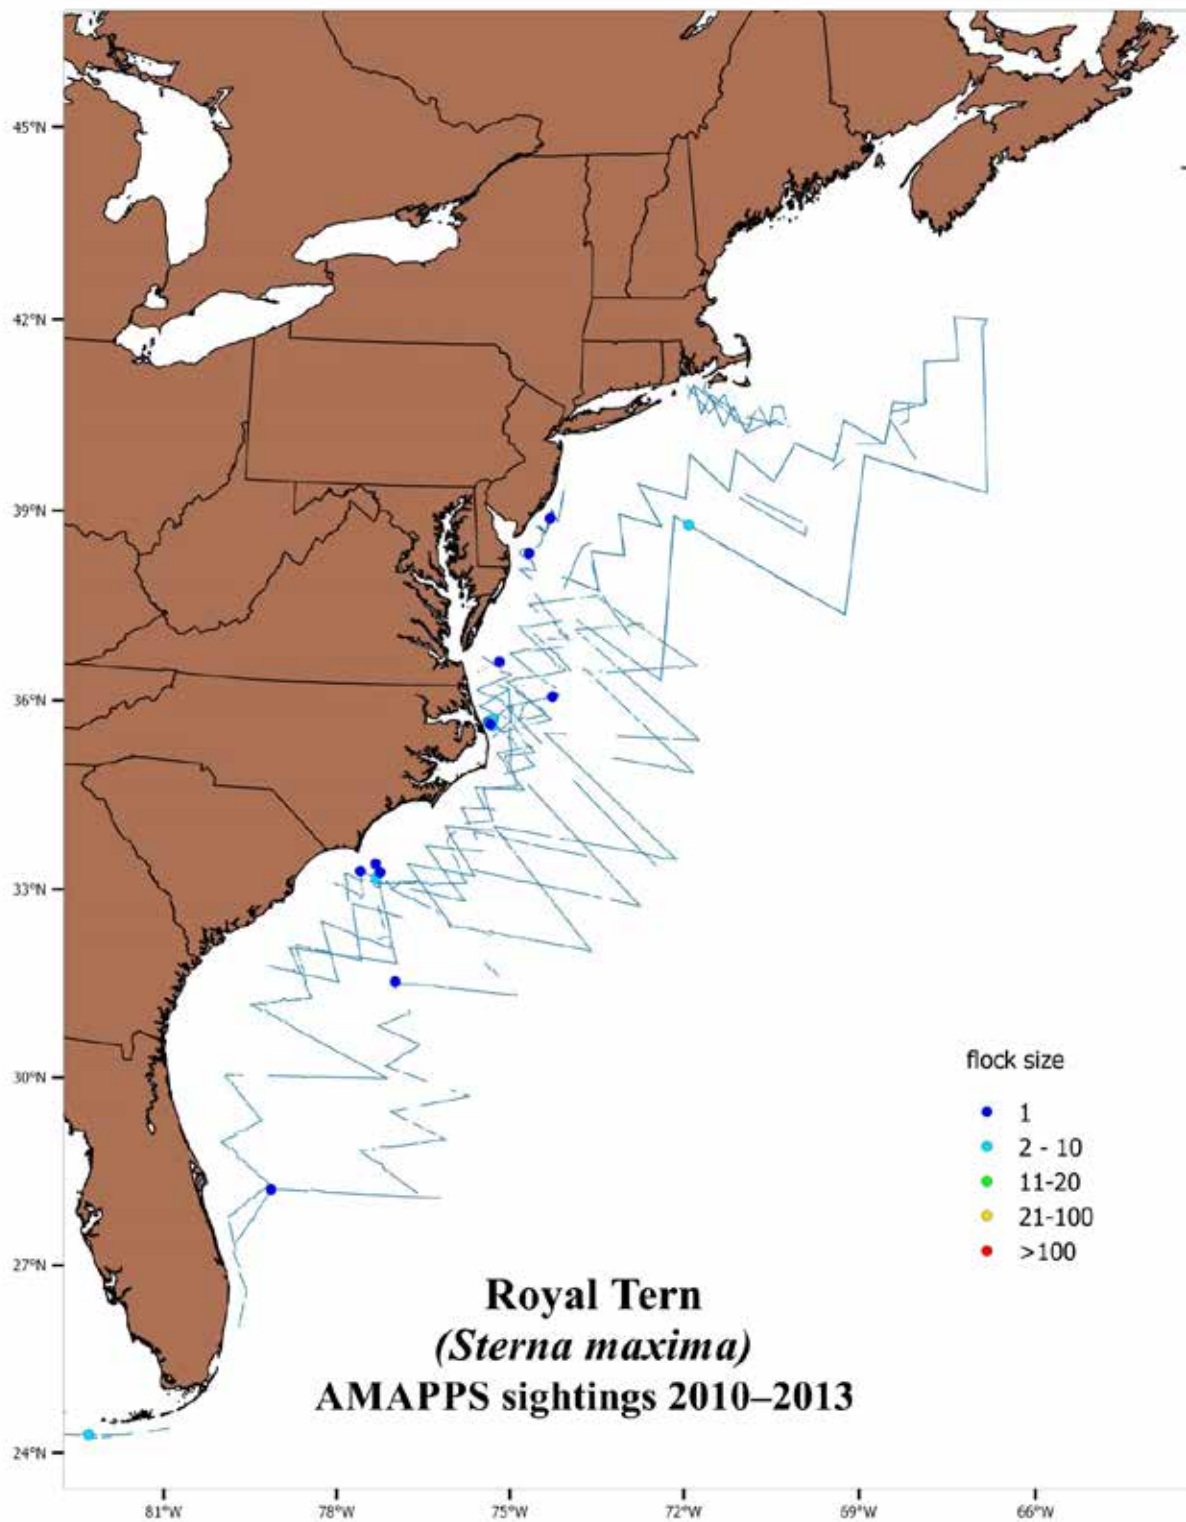 45°N
42°N
39°N
36°N
33°N
30°N
27°N
24°N
flock size
1
2 - 10
11-20
21-100
>100
Royal Tern
(Sterna maxima)
AMAPPS sightings 2010–2013
81°W
78°W
75°W
72°W
69°W
66°W